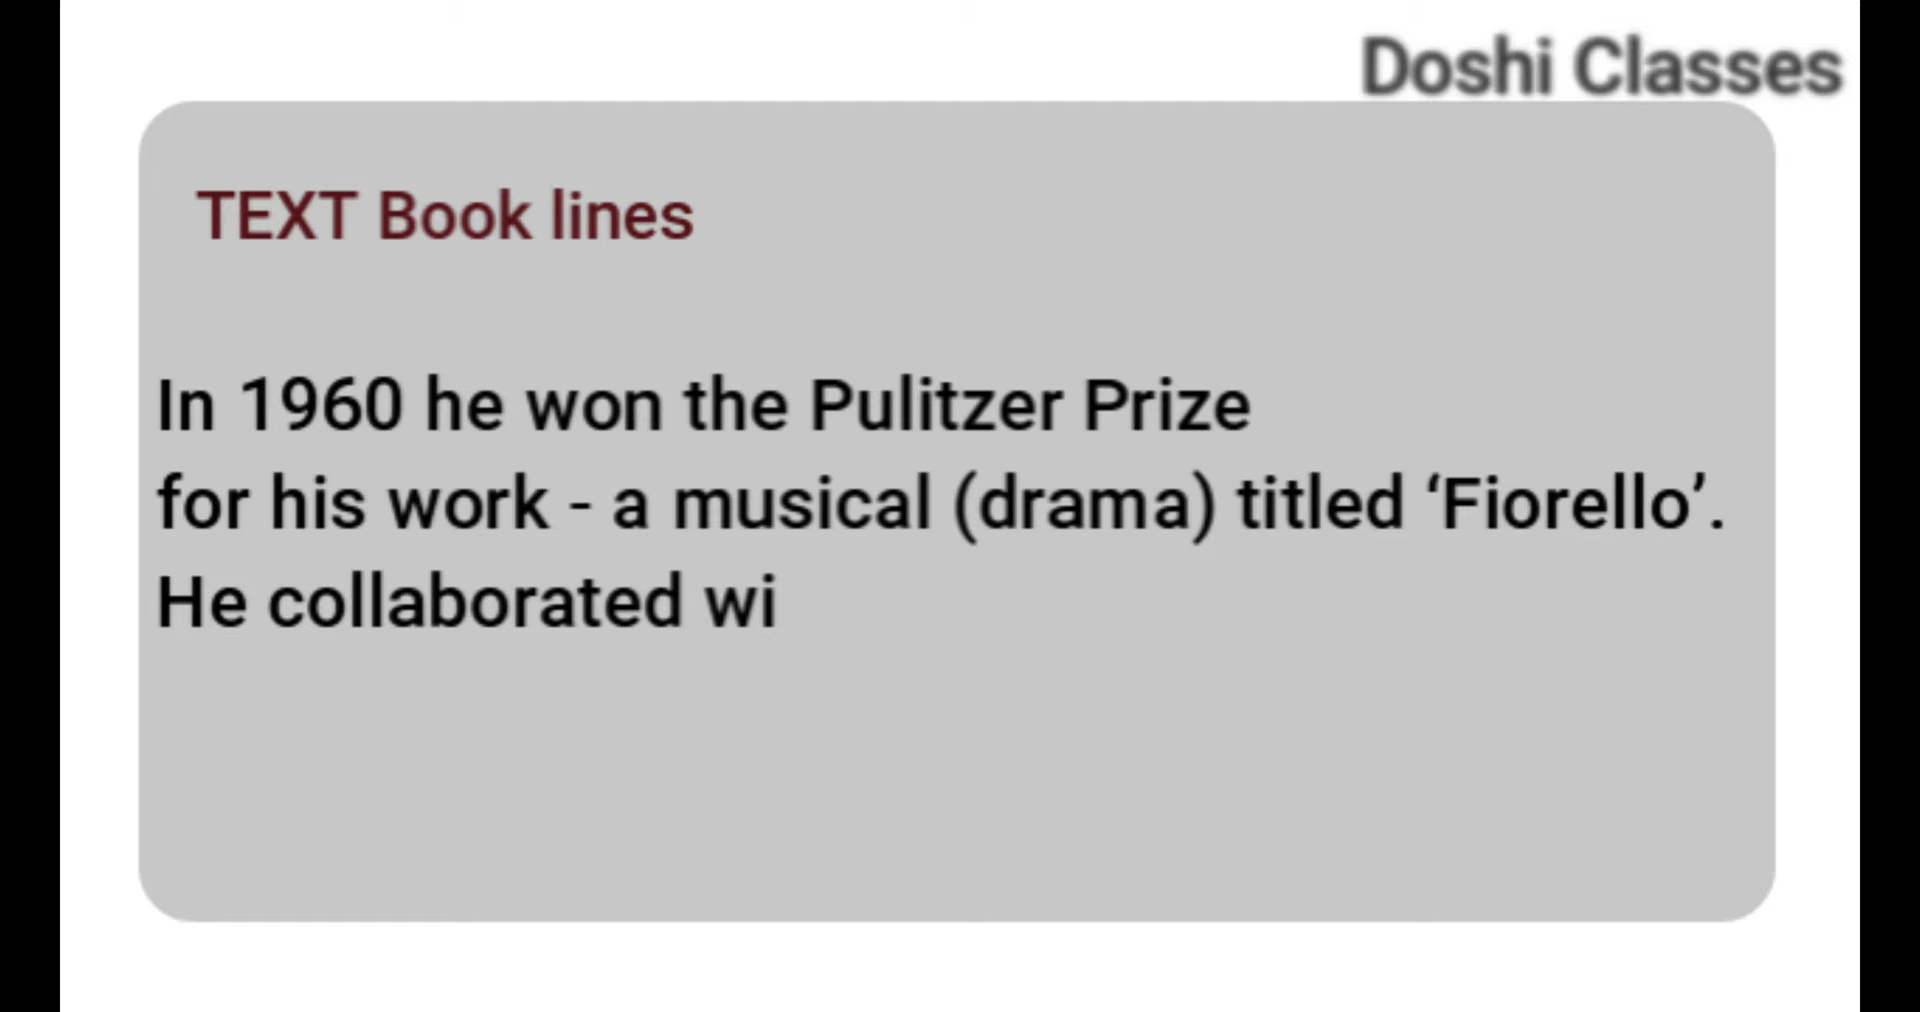 Doshi Classes
TEXT Book lines
In 1960 he won the Pulitzer Prize
for his work - a musical (drama) titled ‘Fiorello’.
He collaborated wi